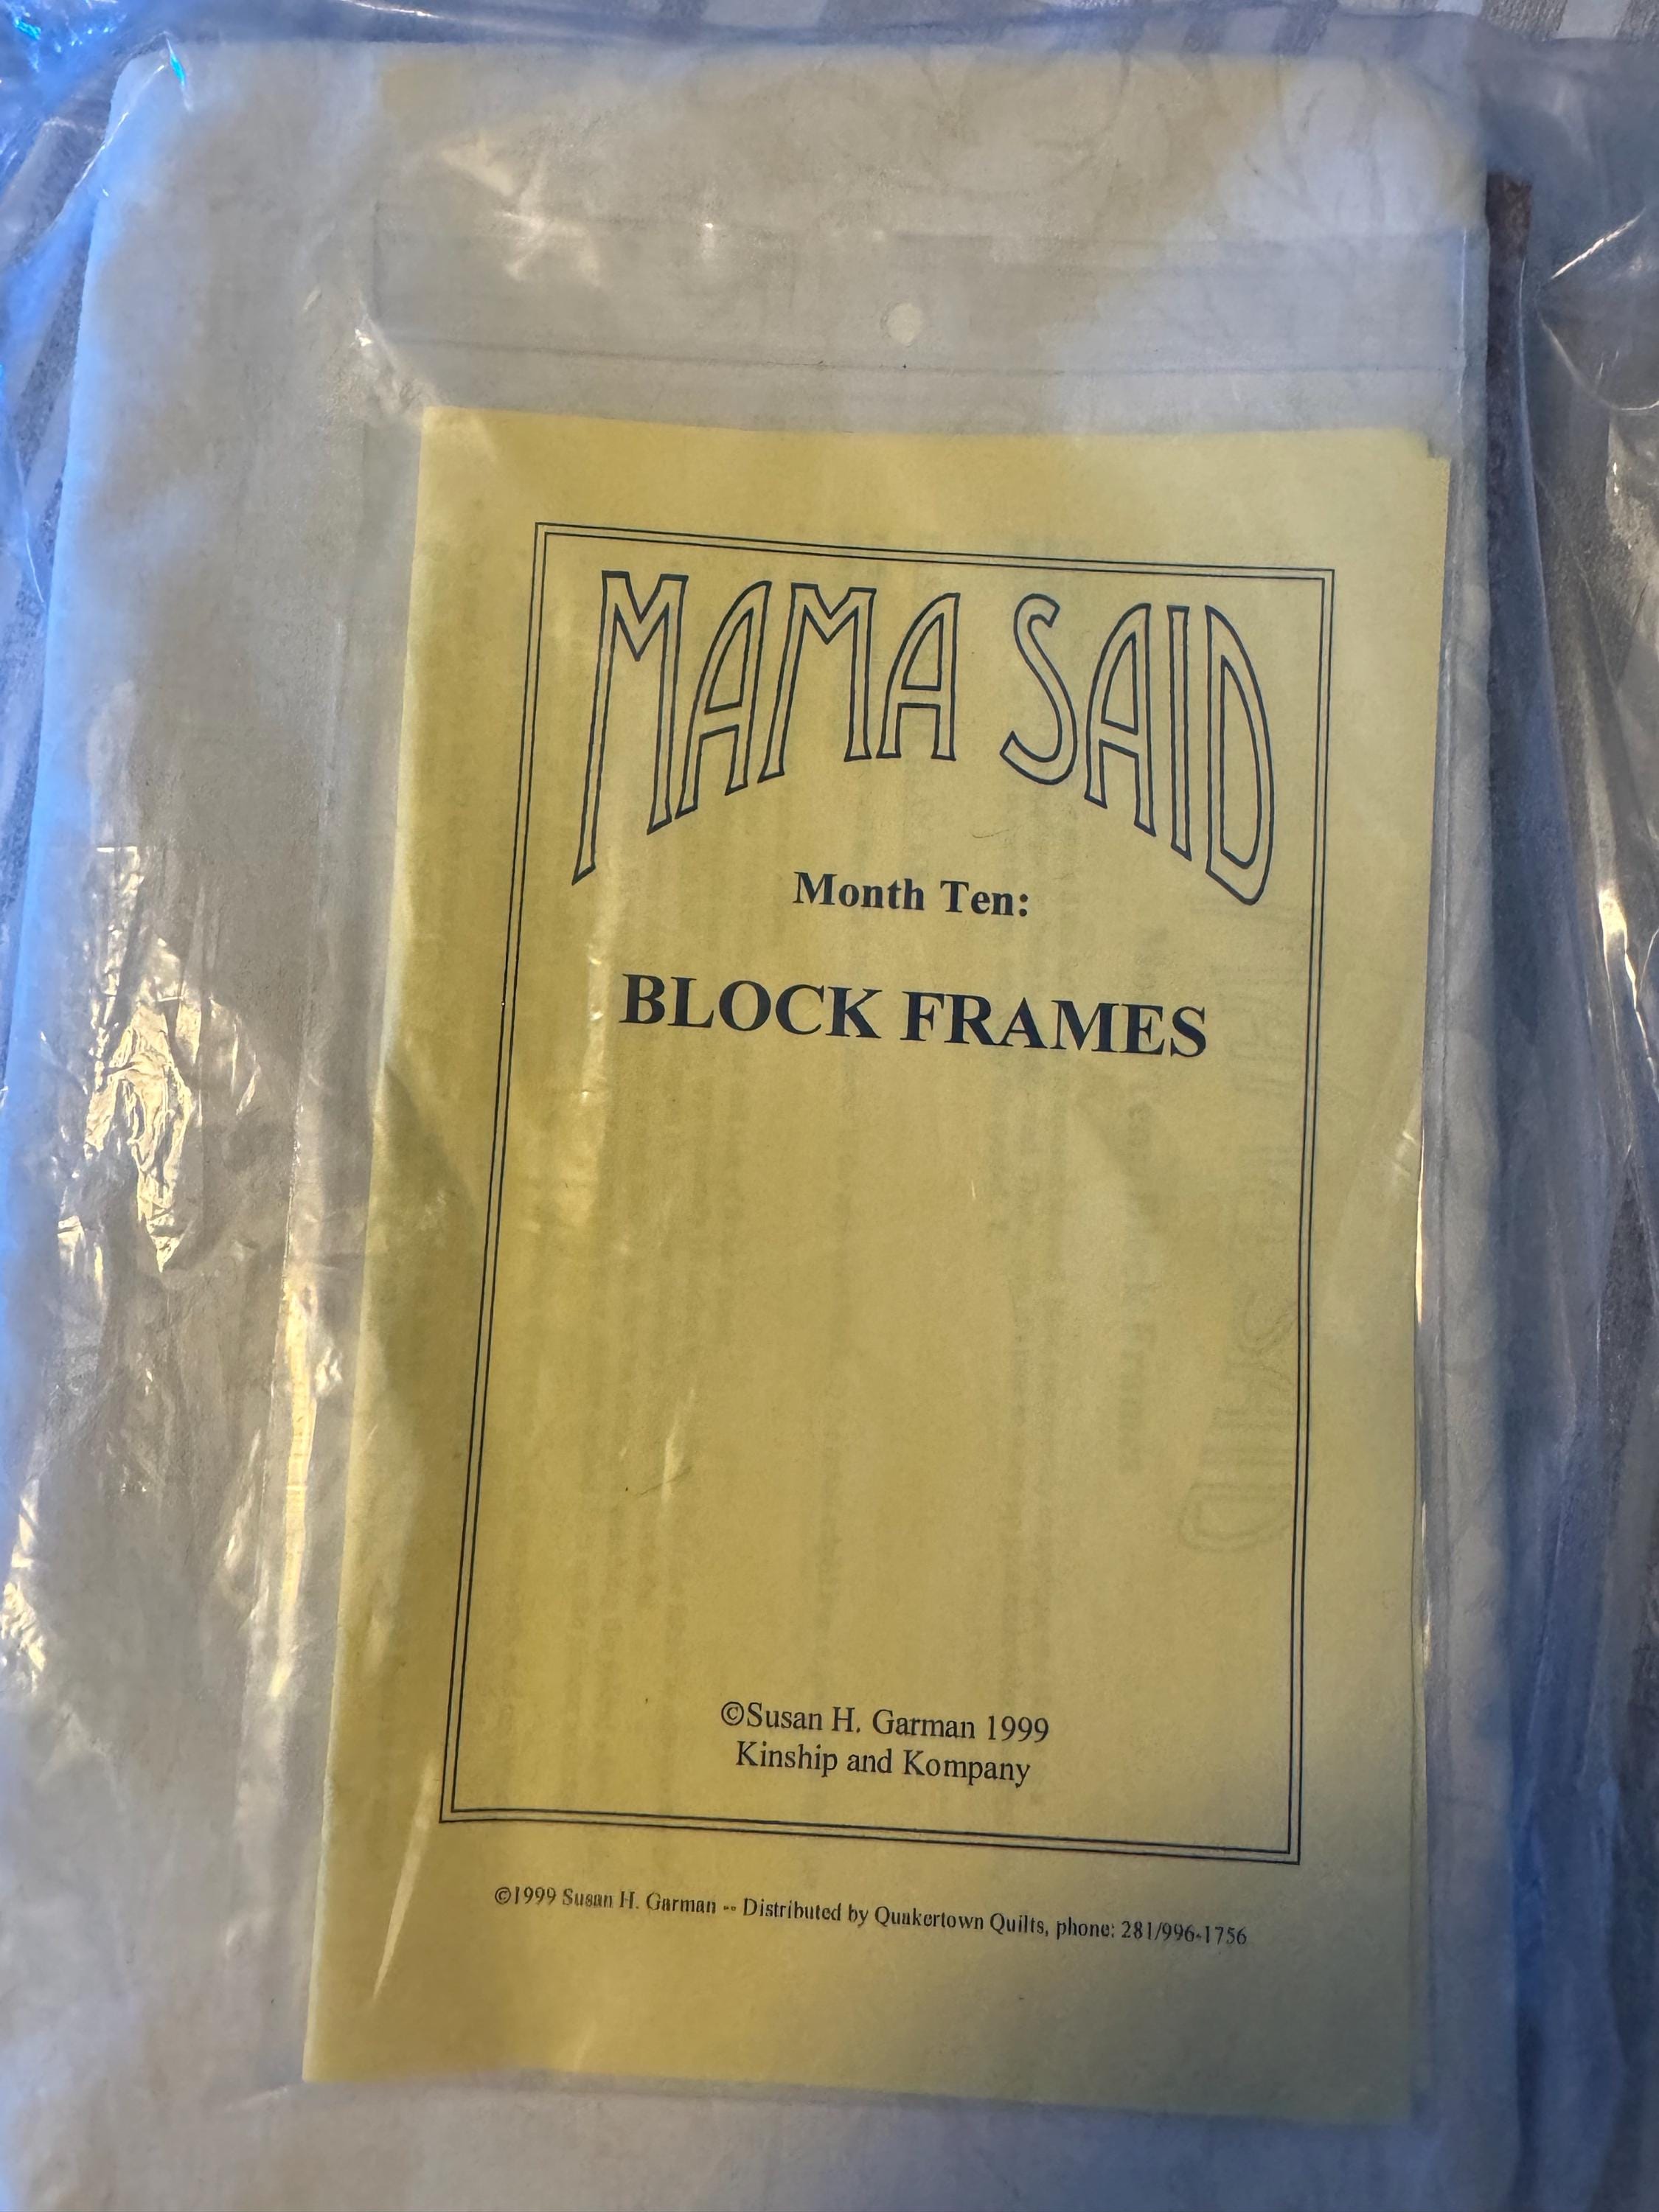 MAMA SAID
Month Ten:
BLOCK FRAMES
©Susan H. Garman 1999
Kinship and Kompany
©1999 Susan H. Garman -- Distributed by Quakertown Quilts, phone: 281/996-1756